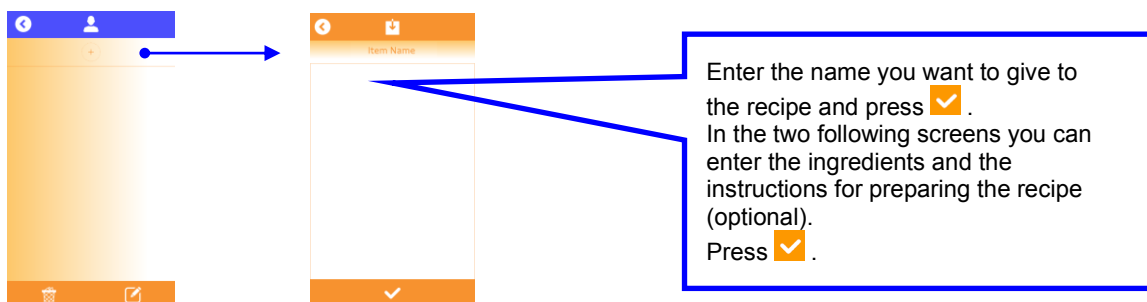 Item Name
Enter the name you want to give to
the recipe and press .
In the two following screens you can
enter the ingredients and the
instructions for preparing the recipe
(optional).
Press .